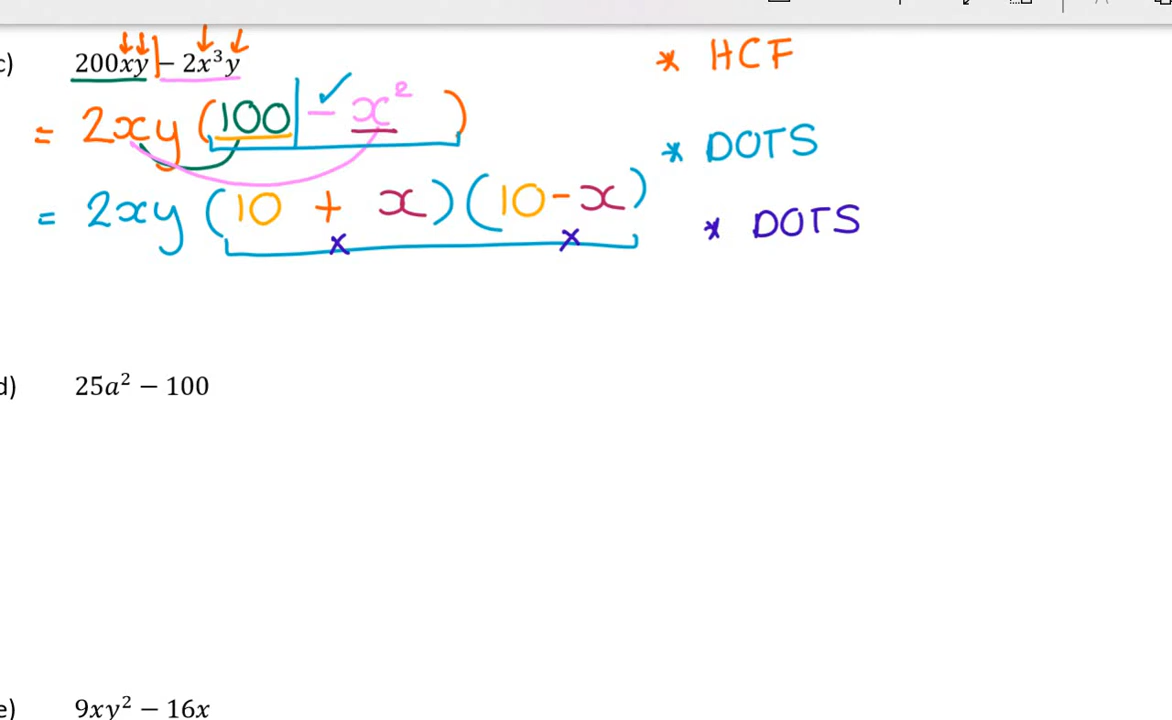 c) 200xy − 2x³y * HCF
= 2xy (100 − x²) * DOTS
= 2xy (10 + x)(10 - x) * DOTS
d) 25a² − 100
e) 9xy² − 16x